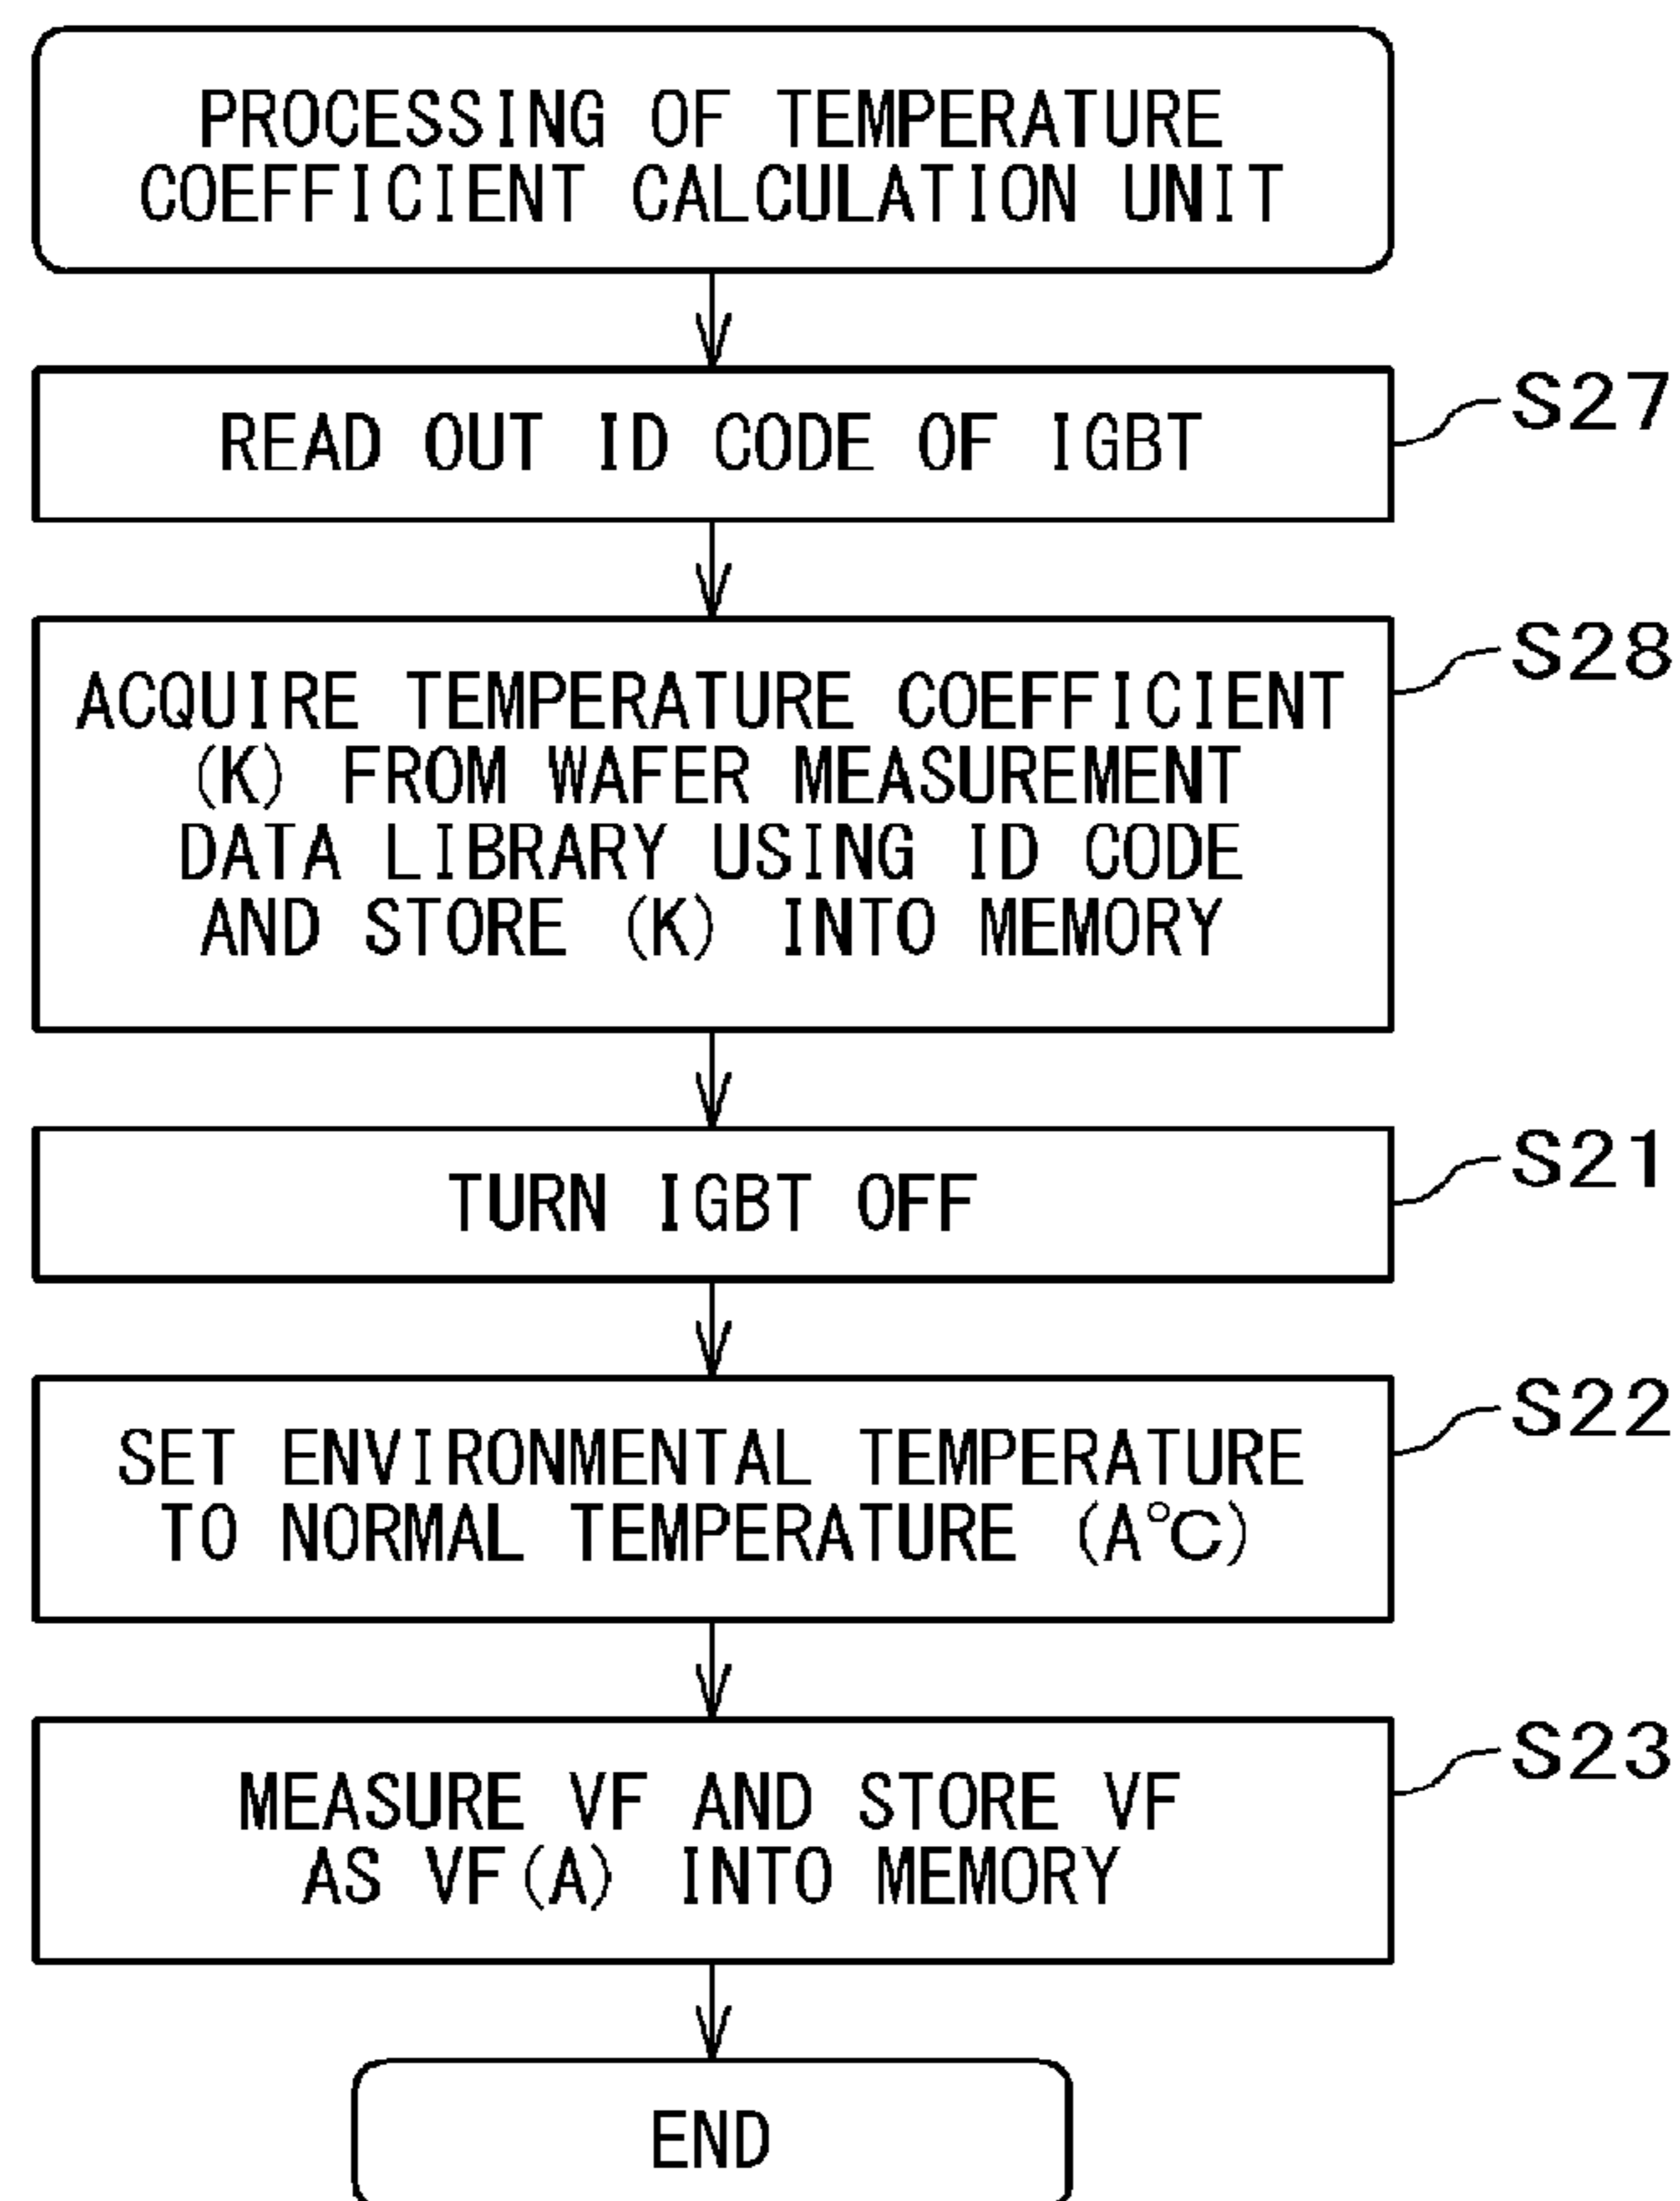 PROCESSING OF TEMPERATURE
COEFFICIENT CALCULATION UNIT
READ OUT ID CODE OF IGBT
S27
ACQUIRE TEMPERATURE COEFFICIENT
(K) FROM WAFER MEASUREMENT
DATA LIBRARY USING ID CODE
AND STORE (K) INTO MEMORY
S28
TURN IGBT OFF
S21
SET ENVIRONMENTAL TEMPERATURE
TO NORMAL TEMPERATURE (A℃)
S22
MEASURE VF AND STORE VF
AS VF(A) INTO MEMORY
S23
END